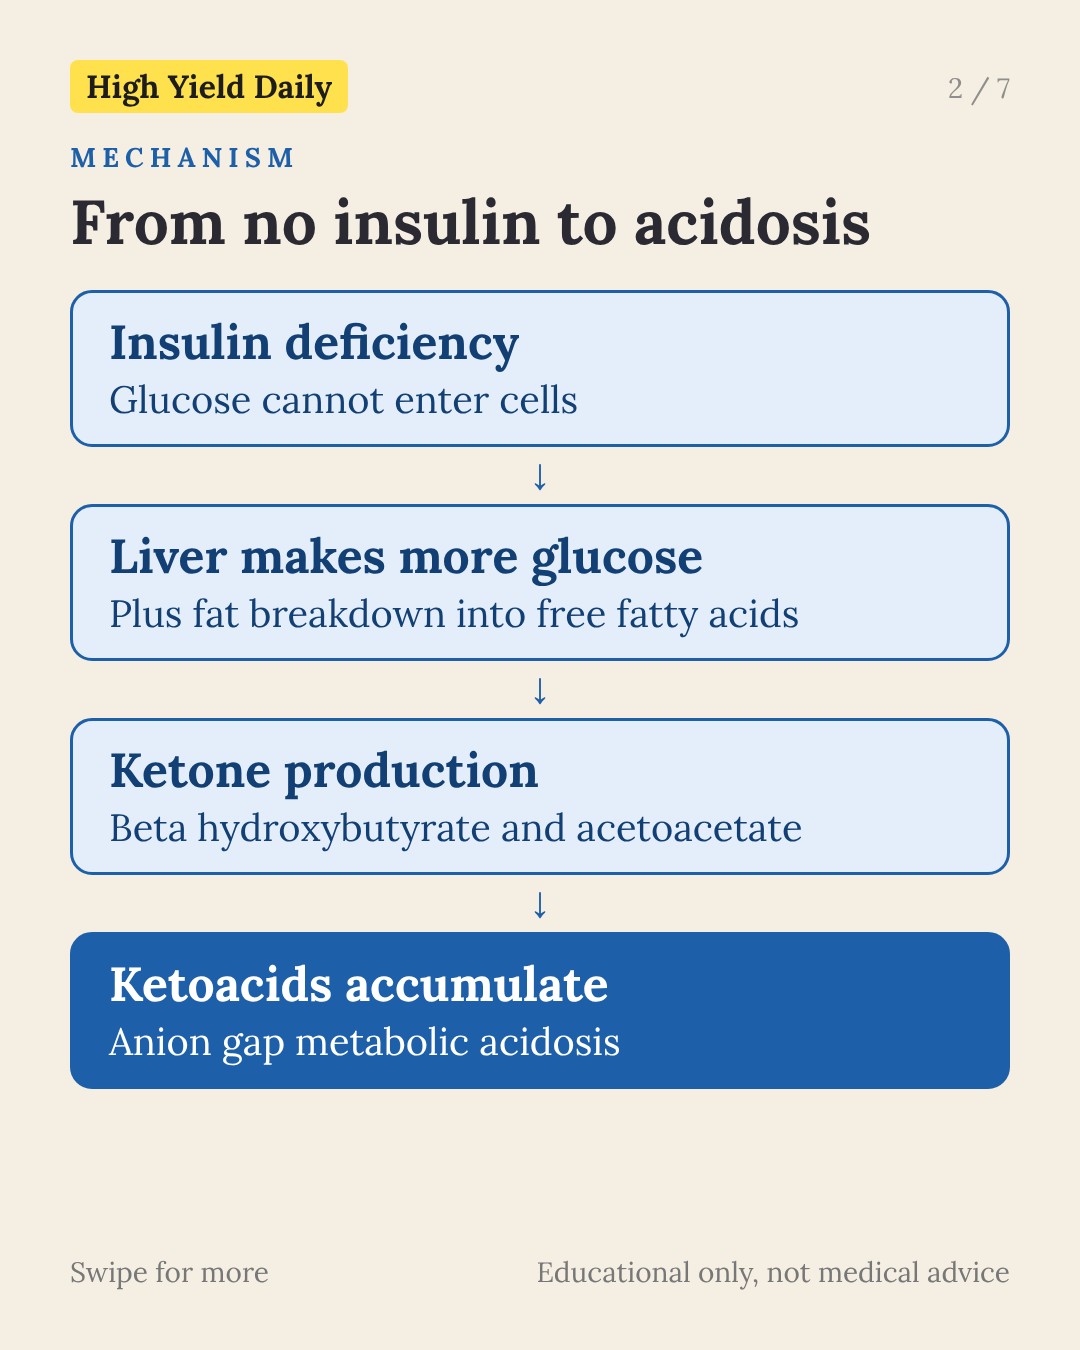 High Yield Daily
2 / 7
MECHANISM
From no insulin to acidosis
Insulin deficiency
Glucose cannot enter cells
↓
Liver makes more glucose
Plus fat breakdown into free fatty acids
↓
Ketone production
Beta hydroxybutyrate and acetoacetate
↓
Ketoacids accumulate
Anion gap metabolic acidosis
Swipe for more
Educational only, not medical advice